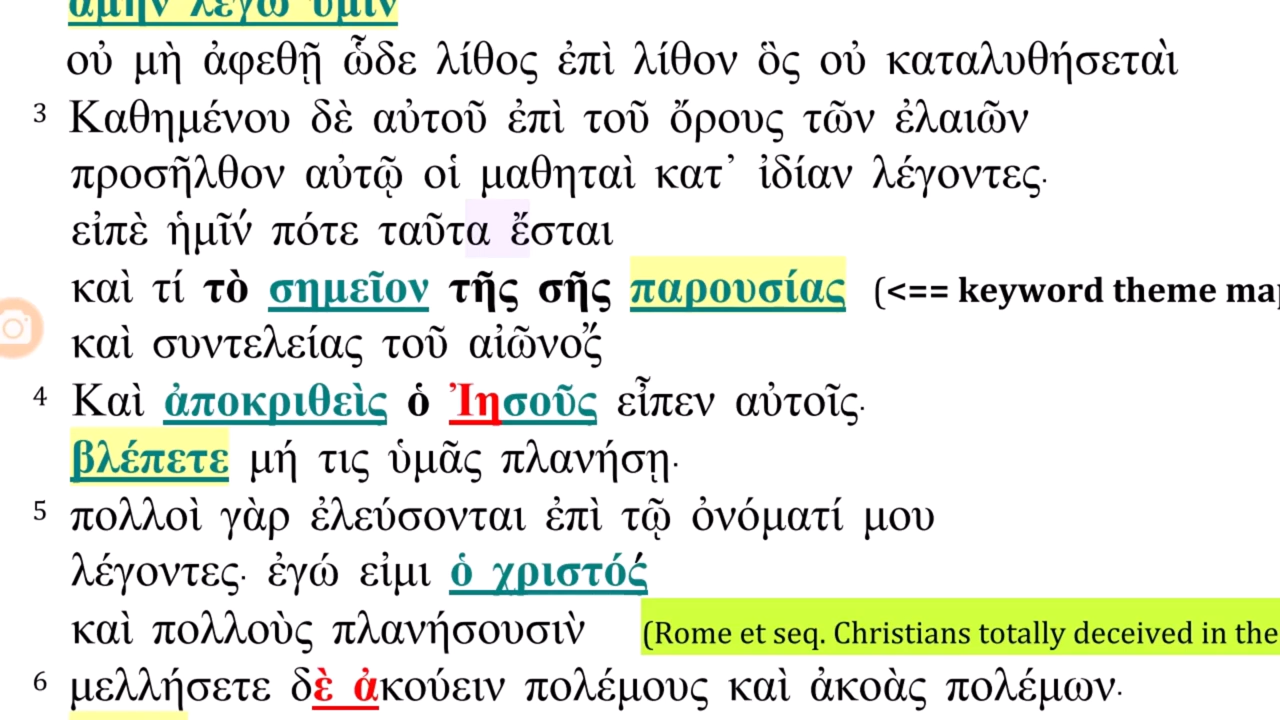 ἀμὴν λέγω ὑμῖν
οὐ μὴ ἀφεθῇ ὧδε λίθος ἐπὶ λίθον ὃς οὐ καταλυθήσεταὶ
3 Καθημένου δὲ αὐτοῦ ἐπὶ τοῦ ὄρους τῶν ἐλαιῶν
προσῆλθον αὐτῷ οἱ μαθηταὶ κατ᾽ ἰδίαν λέγοντες·
εἰπὲ ἡμῖν́ πότε ταῦτα ἔσται
καὶ τί τὸ σημεῖον τῆς σῆς παρουσίας (<== keyword theme
καὶ συντελείας τοῦ αἰῶνος
4 Καὶ ἀποκριθεὶς ὁ Ἰησοῦς εἶπεν αὐτοῖς·
βλέπετε μή τις ὑμᾶς πλανήσῃ·
5 πολλοὶ γὰρ ἐλεύσονται ἐπὶ τῷ ὀνόματί μου
λέγοντες· ἐγώ εἰμι ὁ χριστός́
καὶ πολλοὺς πλανήσουσιν̀ (Rome et seq. Christians totally deceived in the
6 μελλήσετε δὲ ἀκούειν πολέμους καὶ ἀκοὰς πολέμων·